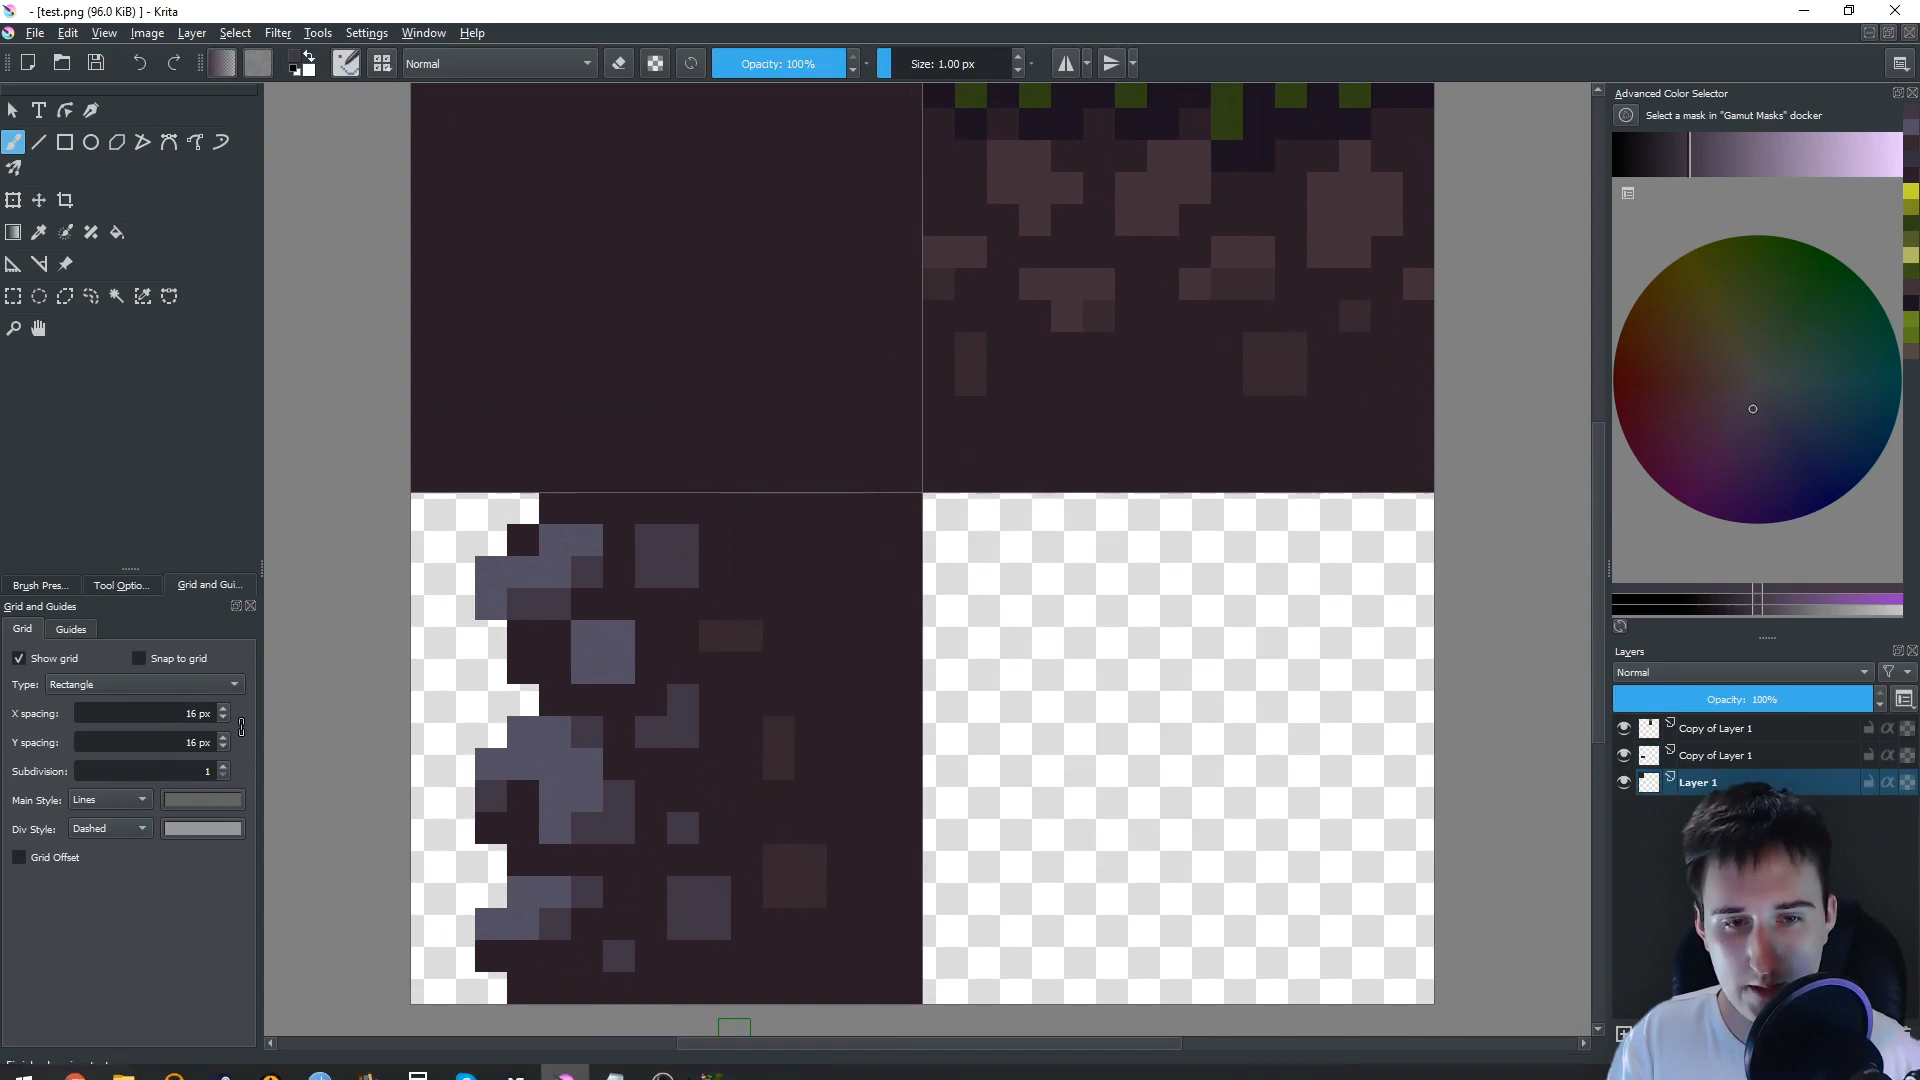 - [test.png (96.0 KiB) ] - Krita
File Edit View Image Layer Select Filter Tools Settings Window Help
Normal
Opacity: 100%
Size: 1.00 px
Advanced Color Selector
Select a mask in "Gamut Masks" docker
Brush Pres...
Tool Optio...
Grid and Gui...
Grid and Guides
Grid
Guides
Show grid
Snap to grid
Type: Rectangle
X spacing: 16 px
Y spacing: 16 px
Subdivision: 1
Main Style: Lines
Div Style: Dashed
Grid Offset
Layers
Normal
Opacity: 100%
Copy of Layer 1
Copy of Layer 1
Layer 1